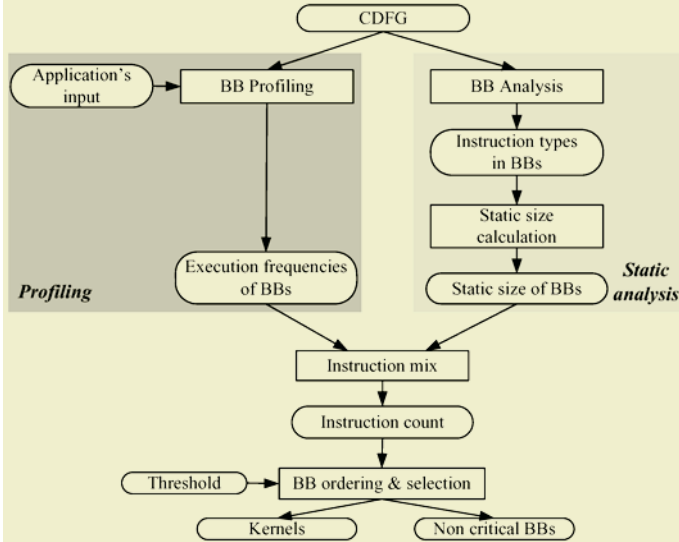 CDFG
Application's
input
BB Profiling
BB Analysis
Instruction types
in BBs
Static size
calculation
Execution frequencies
of BBs
Profiling
Static size of BBs
Static
analysis
Instruction mix
Instruction count
Threshold
BB ordering & selection
Kernels
Non critical BBs